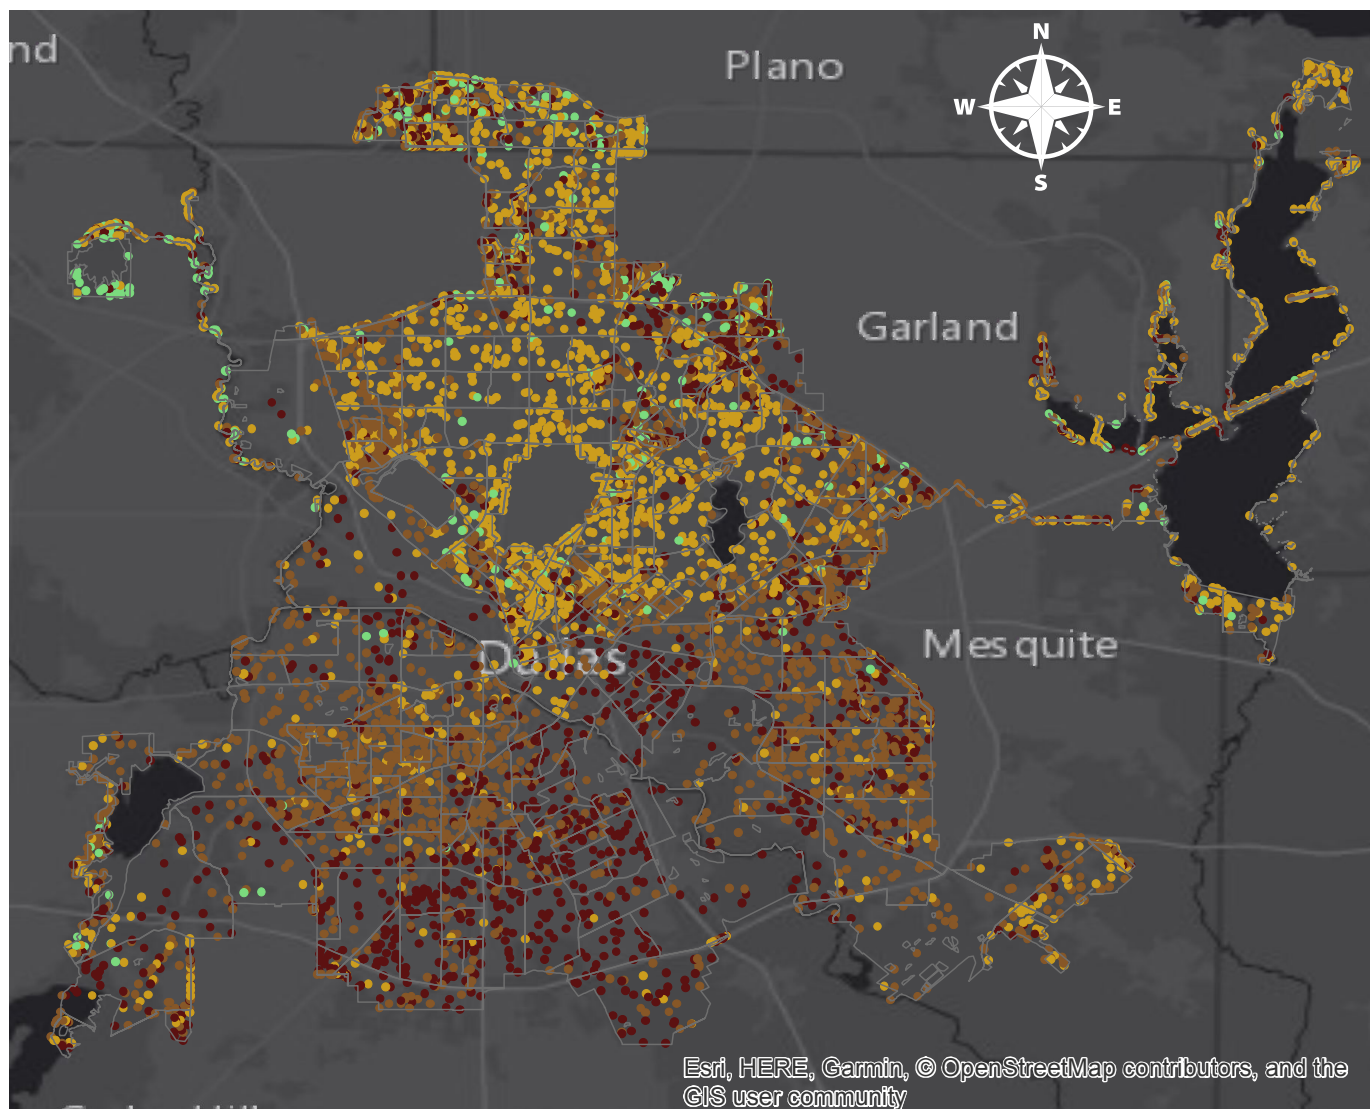 nd
Plano
N
W E
S
Garland
Dallas
Mesquite
Esri, HERE, Garmin, © OpenStreetMap contributors, and the
GIS user community